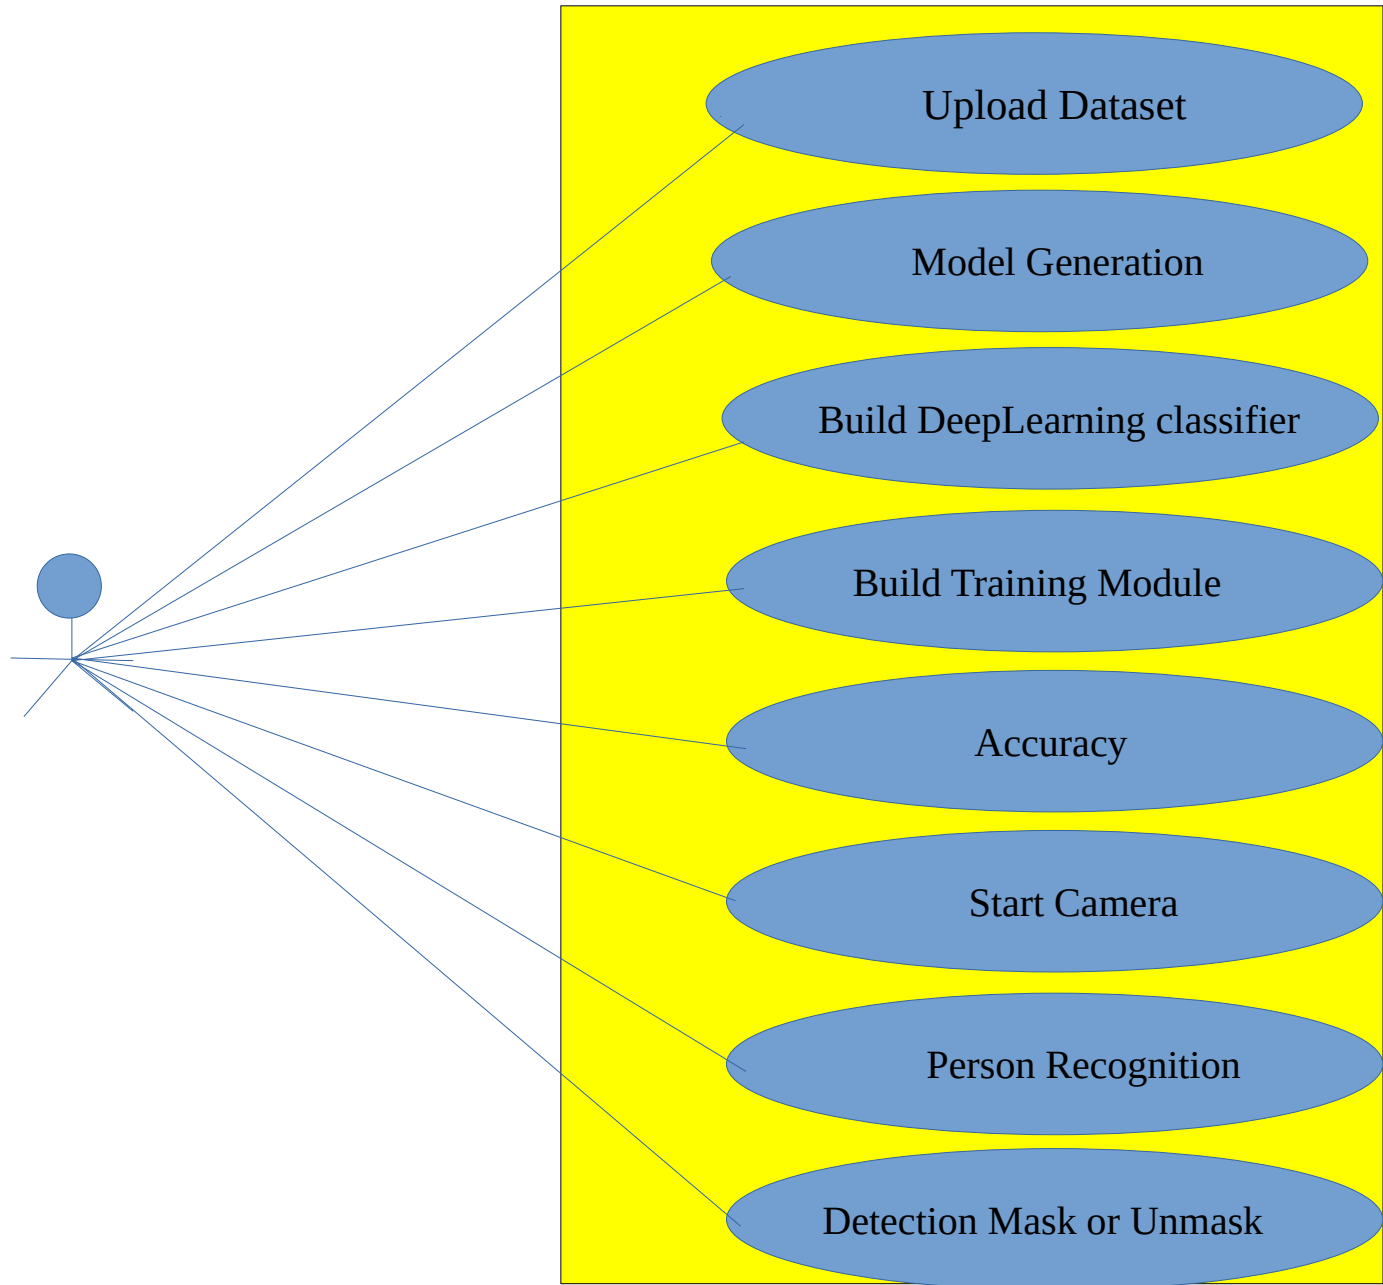 Upload Dataset
Model Generation
Build DeepLearning classifier
Build Training Module
Accuracy
Start Camera
Person Recognition
Detection Mask or Unmask